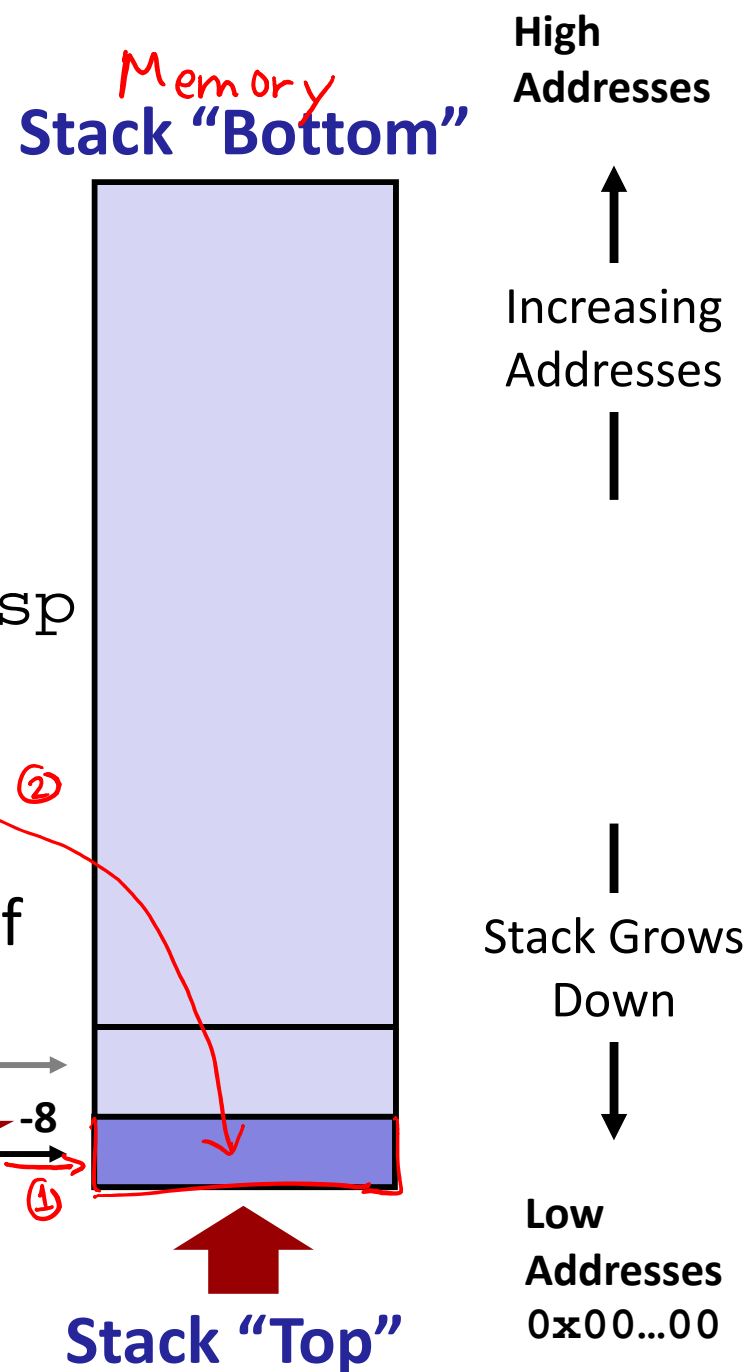 Memory
Stack “Bottom”
High
Addresses
Increasing
Addresses
sp
②
f
Stack Grows
Down
-8
①
Low
Addresses
0x00…00
Stack “Top”